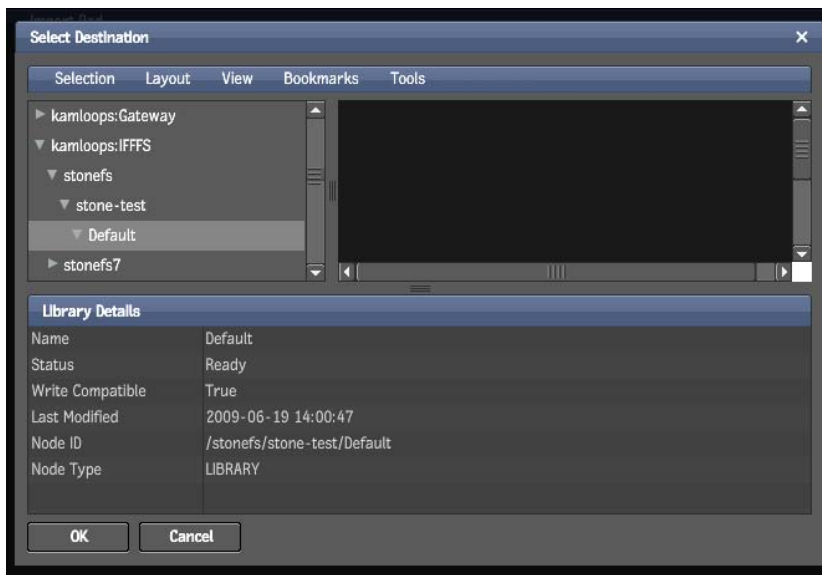 Select Destination
Selection Layout View Bookmarks Tools
kamloops:Gateway
kamloops:IFFFS
stonefs
stone-test
Default
stonefs7
Library Details
Name Default
Status Ready
Write Compatible True
Last Modified 2009-06-19 14:00:47
Node ID /stonefs/stone-test/Default
Node Type LIBRARY
OK Cancel